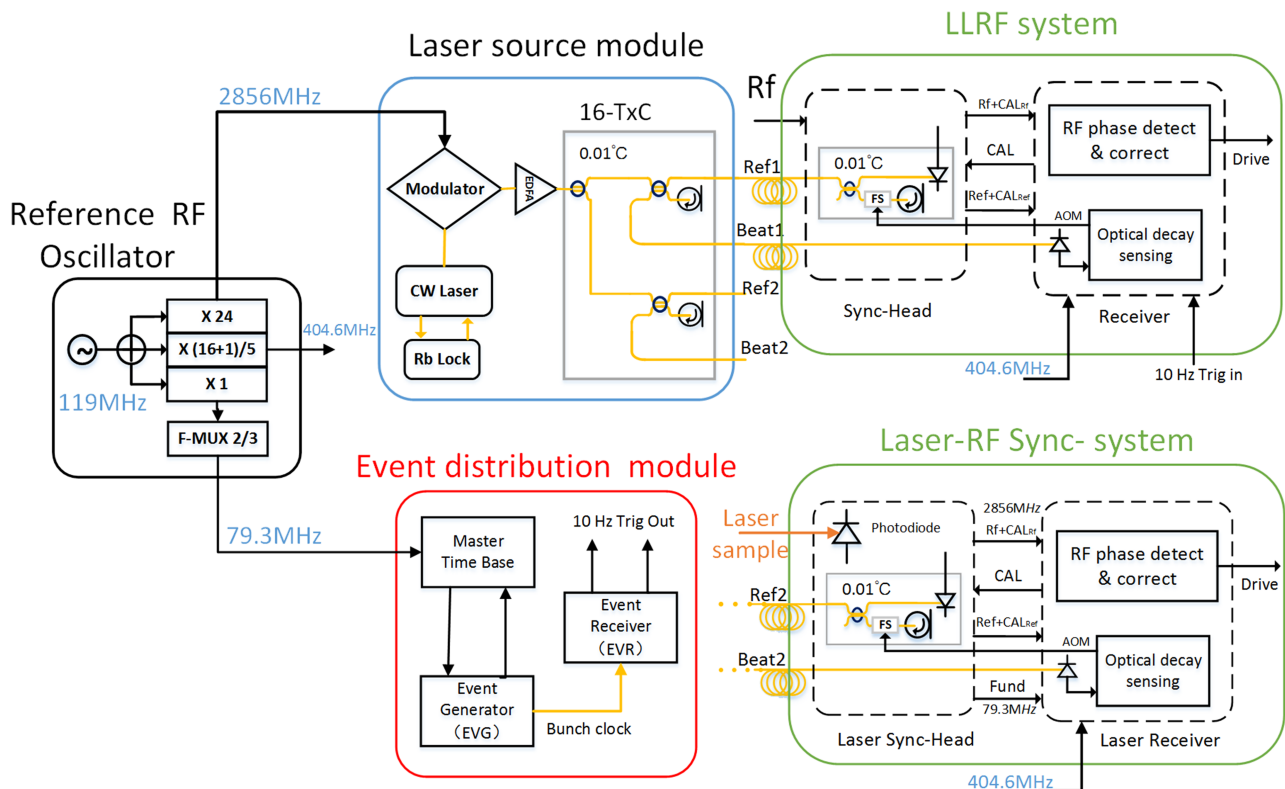 Reference RF
Oscillator
119MHz
X 24
X (16+1)/5
X 1
F-MUX 2/3
2856MHz
404.6MHz
79.3MHz
Laser source module
Modulator
EDFA
CW Laser
Rb Lock
16-TxC
0.01℃
Ref1
Beat1
Ref2
Beat2
LLRF system
Rf
0.01℃
FS
Sync-Head
Rf+CALRf
CAL
Ref+CALRef
AOM
RF phase detect
& correct
Drive
Optical decay
sensing
Receiver
404.6MHz
10 Hz Trig in
Event distribution module
Master
Time Base
Event
Generator
（EVG）
Bunch clock
10 Hz Trig Out
Event
Receiver
（EVR）
Laser-RF Sync- system
Laser
sample
Photodiode
0.01℃
FS
Ref2
Beat2
Laser Sync-Head
2856MHz
Rf+CALRf
CAL
Ref+CALRef
AOM
Fund
79.3MHz
RF phase detect
& correct
Drive
Optical decay
sensing
Laser Receiver
404.6MHz